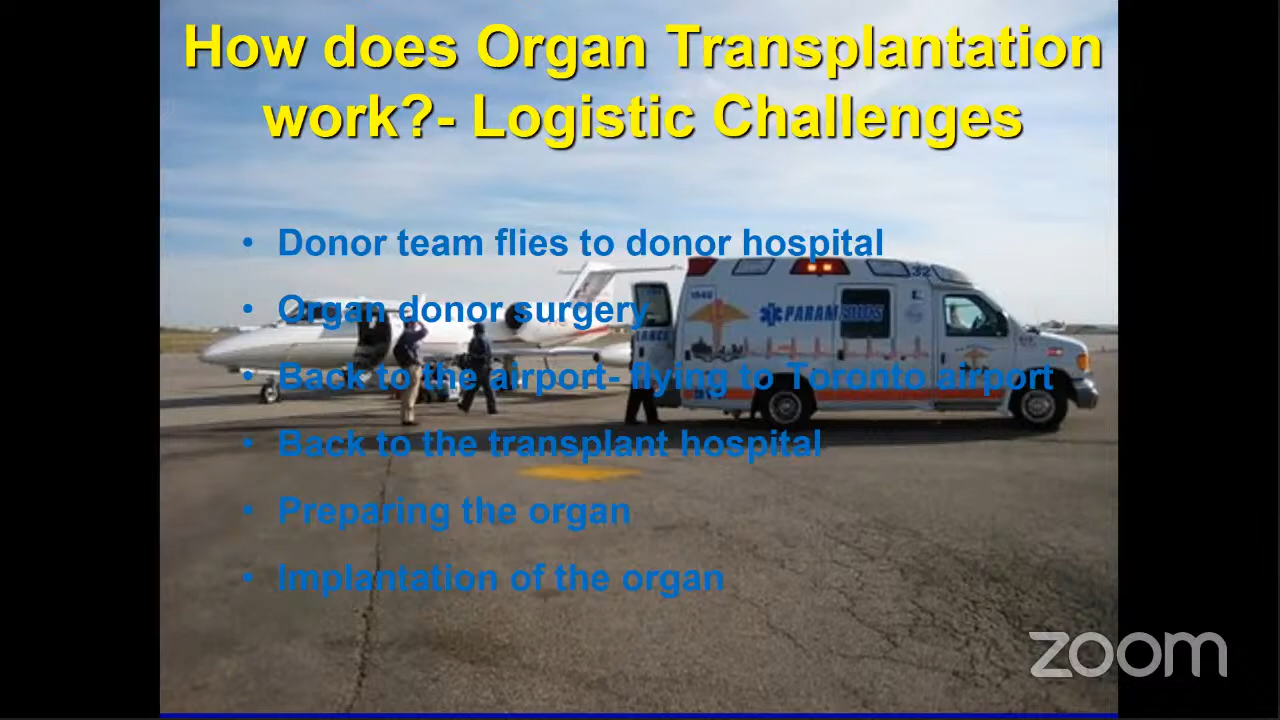 How does Organ Transplantation
work?- Logistic Challenges
• Donor team flies to donor hospital
• Organ donor surgery
• Back to the airport- flying to Toronto airport
• Back to the transplant hospital
• Preparing the organ
• Implantation of the organ
32
zoom